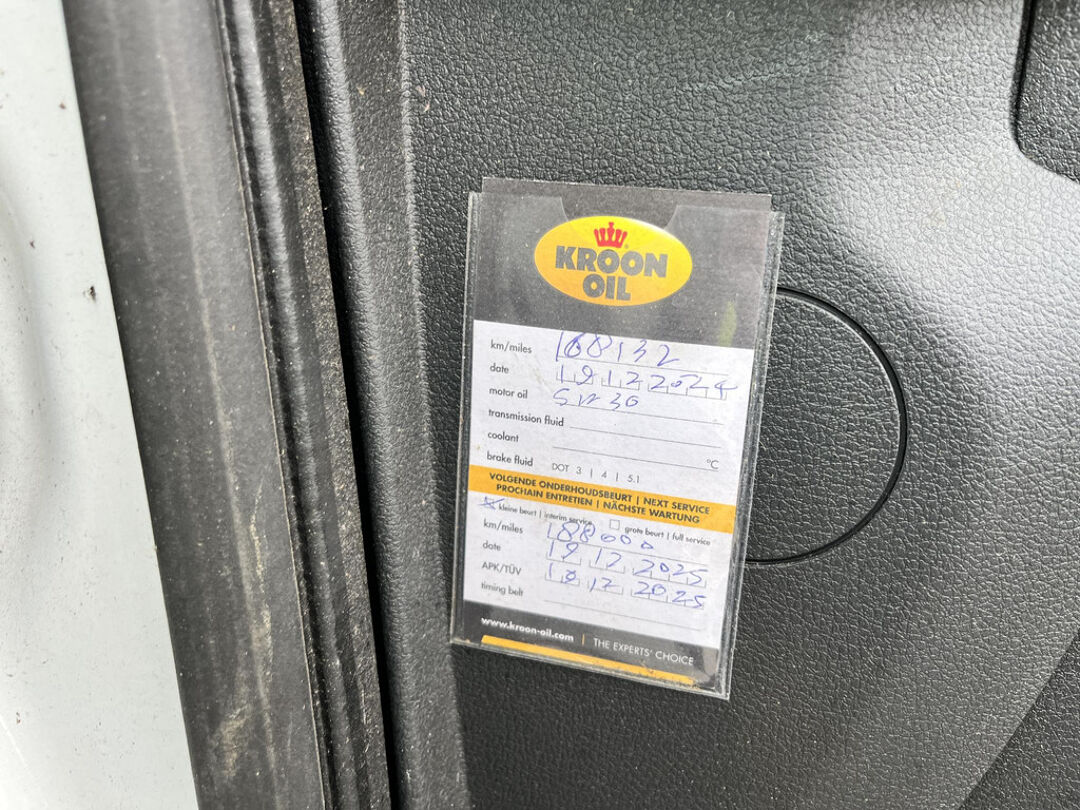 KROON
OIL
km/miles 168132
date 19 12 2024
motor oil 5W30
transmission fluid
coolant °C
brake fluid DOT 3 | 4 | 5.1
VOLGENDE ONDERHOUDSBEURT | NEXT SERVICE
PROCHAIN ENTRETIEN | NÄCHSTE WARTUNG
kleine beurt | interim service grote beurt | full service
km/miles 188000
date 19 12 2025
APK/TÜV 18 12 2025
timing belt
www.kroon-oil.com | THE EXPERTS' CHOICE